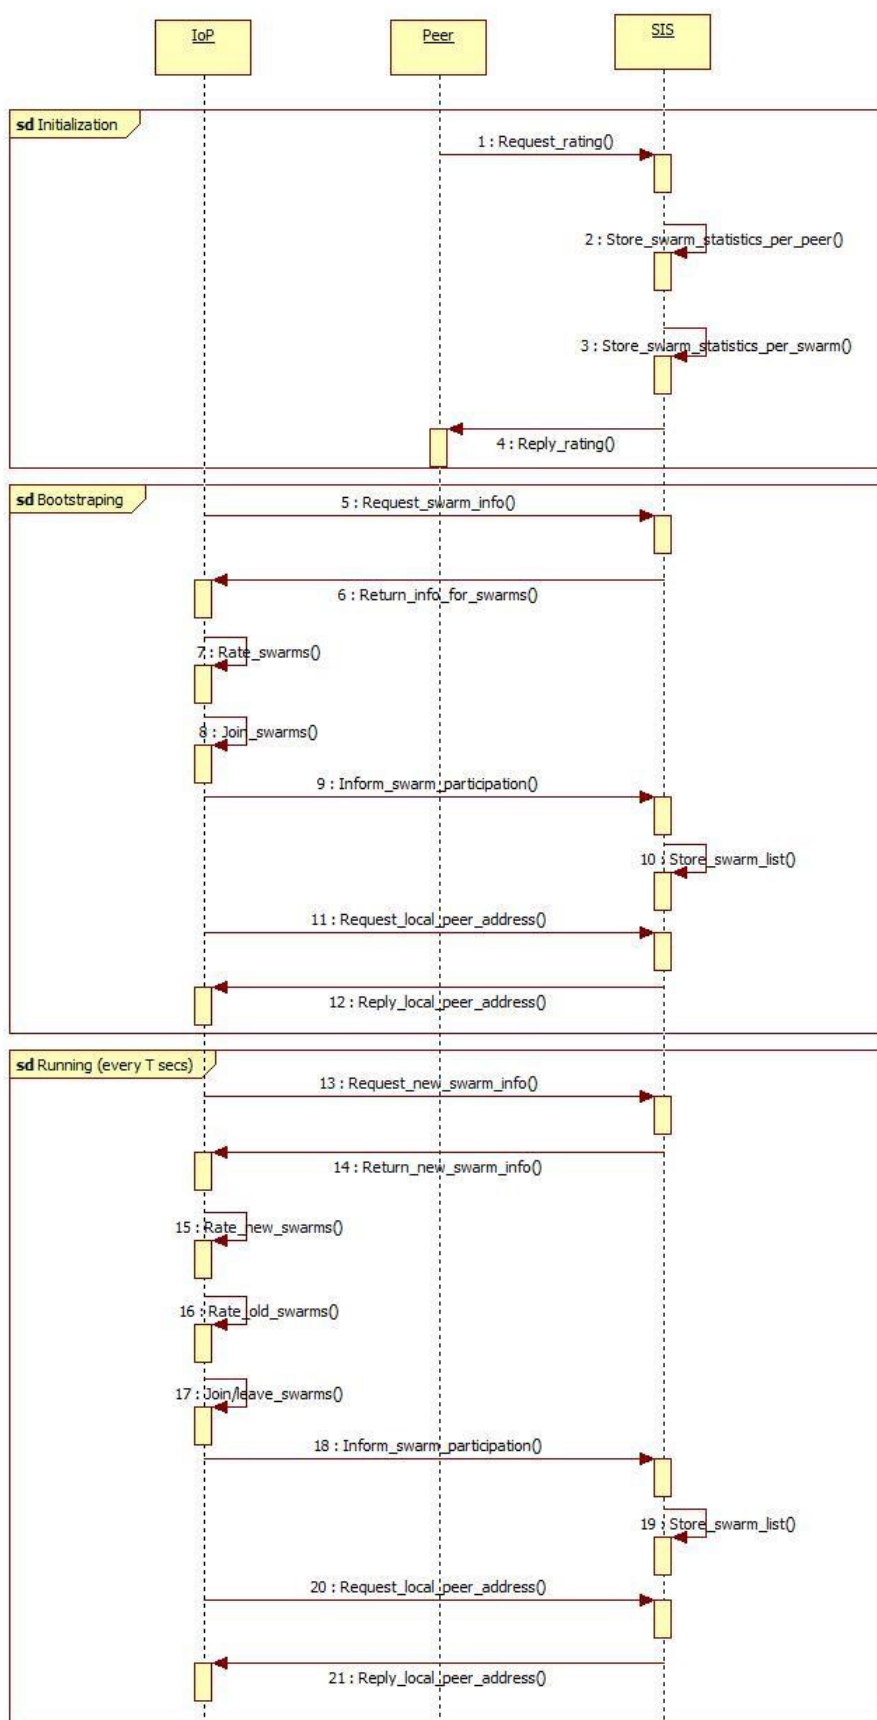 IoP
Peer
SIS
sd Initialization
1 : Request_rating()
2 : Store_swarm_statistics_per_peer()
3 : Store_swarm_statistics_per_swarm()
4 : Reply_rating()
sd Bootstraping
5 : Request_swarm_info()
6 : Return_info_for_swarms()
7 : Rate_swarms()
8 : Join_swarms()
9 : Inform_swarm_participation()
10 : Store_swarm_list()
11 : Request_local_peer_address()
12 : Reply_local_peer_address()
sd Running (every T secs)
13 : Request_new_swarm_info()
14 : Return_new_swarm_info()
15 : Rate_new_swarms()
16 : Rate_old_swarms()
17 : Join/leave_swarms()
18 : Inform_swarm_participation()
19 : Store_swarm_list()
20 : Request_local_peer_address()
21 : Reply_local_peer_address()